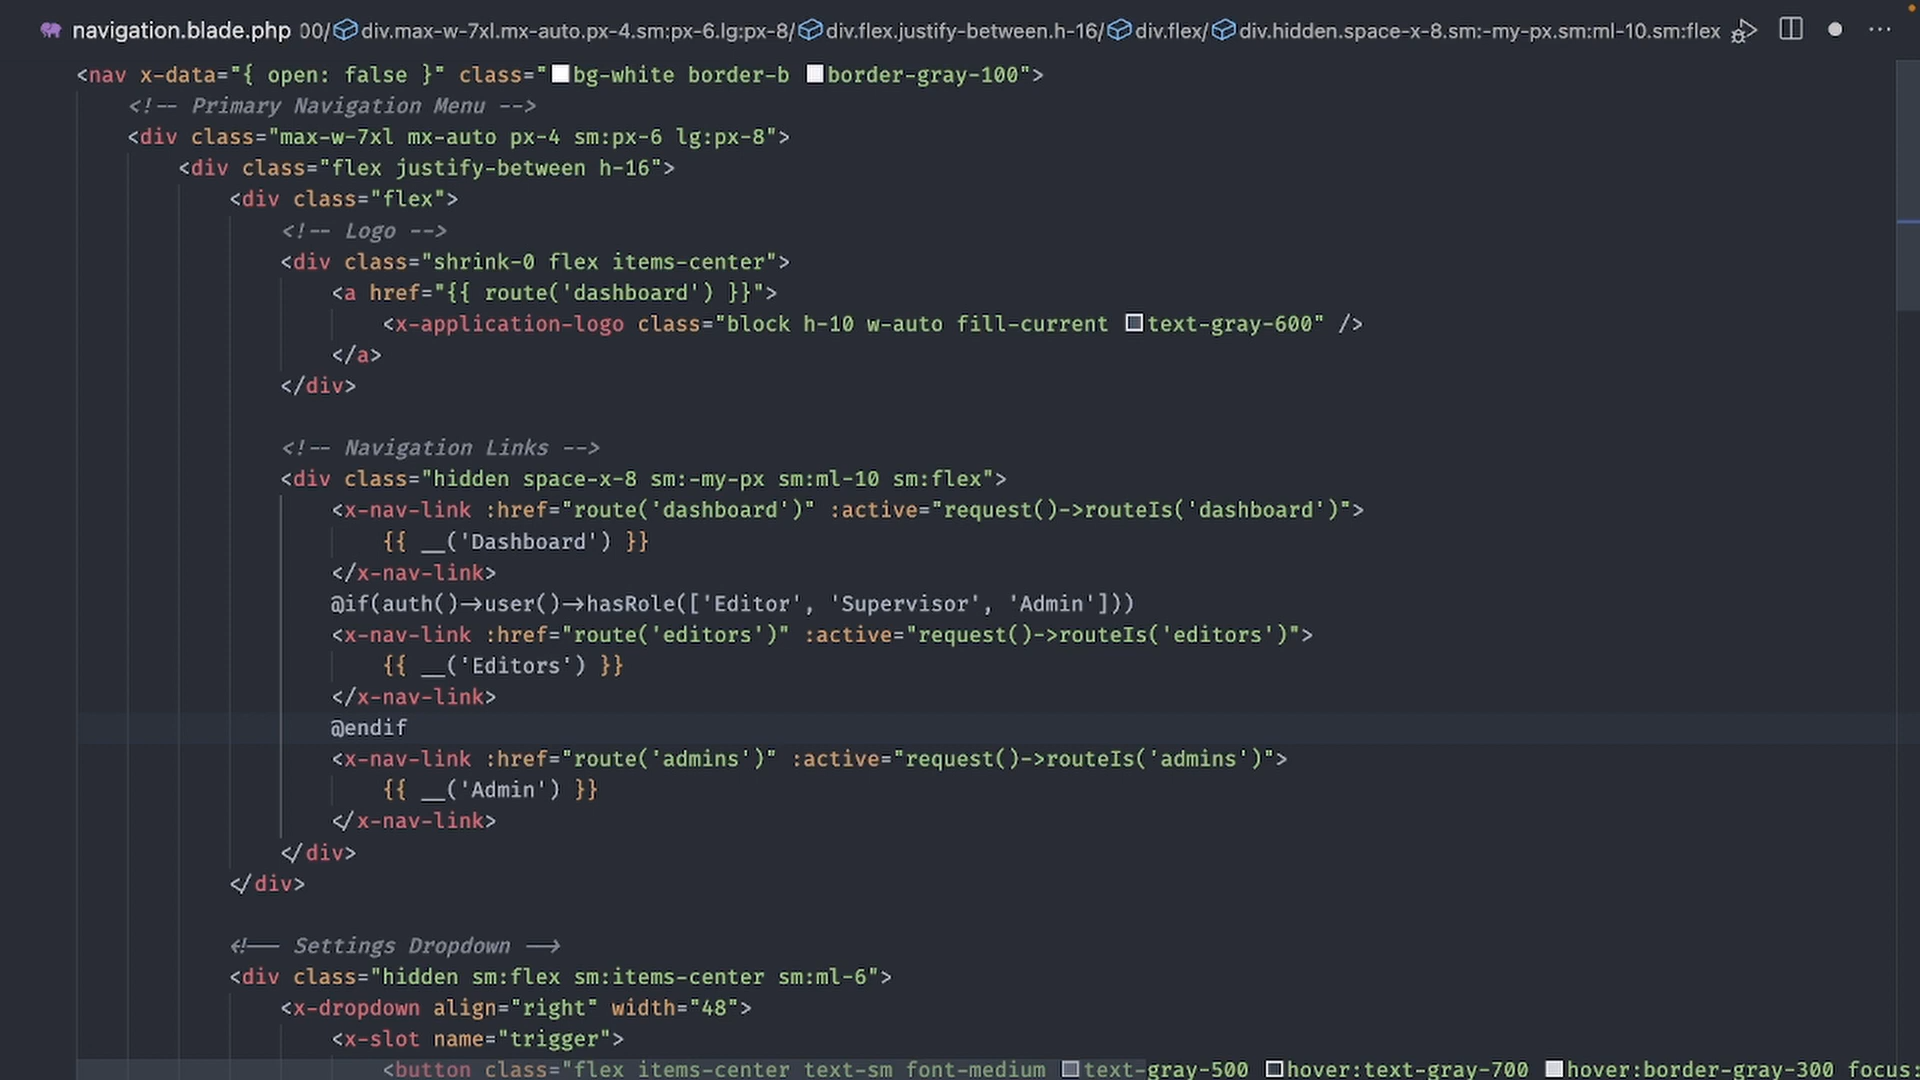 navigation.blade.php 00/div.max-w-7xl.mx-auto.px-4.sm:px-6.lg:px-8/div.flex.justify-between.h-16/div.flex/div.hidden.space-x-8.sm:-my-px.sm:ml-10.sm:flex
<nav x-data="{ open: false }" class="bg-white border-b border-gray-100">
<!-- Primary Navigation Menu -->
<div class="max-w-7xl mx-auto px-4 sm:px-6 lg:px-8">
<div class="flex justify-between h-16">
<div class="flex">
<!-- Logo -->
<div class="shrink-0 flex items-center">
<a href="{{ route('dashboard') }}">
<x-application-logo class="block h-10 w-auto fill-current text-gray-600" />
</a>
</div>
<!-- Navigation Links -->
<div class="hidden space-x-8 sm:-my-px sm:ml-10 sm:flex">
<x-nav-link :href="route('dashboard')" :active="request()->routeIs('dashboard')">
{{ __('Dashboard') }}
</x-nav-link>
@if(auth()->user()->hasRole(['Editor', 'Supervisor', 'Admin']))
<x-nav-link :href="route('editors')" :active="request()->routeIs('editors')">
{{ __('Editors') }}
</x-nav-link>
@endif
<x-nav-link :href="route('admins')" :active="request()->routeIs('admins')">
{{ __('Admin') }}
</x-nav-link>
</div>
</div>
<!-- Settings Dropdown -->
<div class="hidden sm:flex sm:items-center sm:ml-6">
<x-dropdown align="right" width="48">
<x-slot name="trigger">
<button class="flex items-center text-sm font-medium text-gray-500 hover:text-gray-700 hover:border-gray-300 focus: